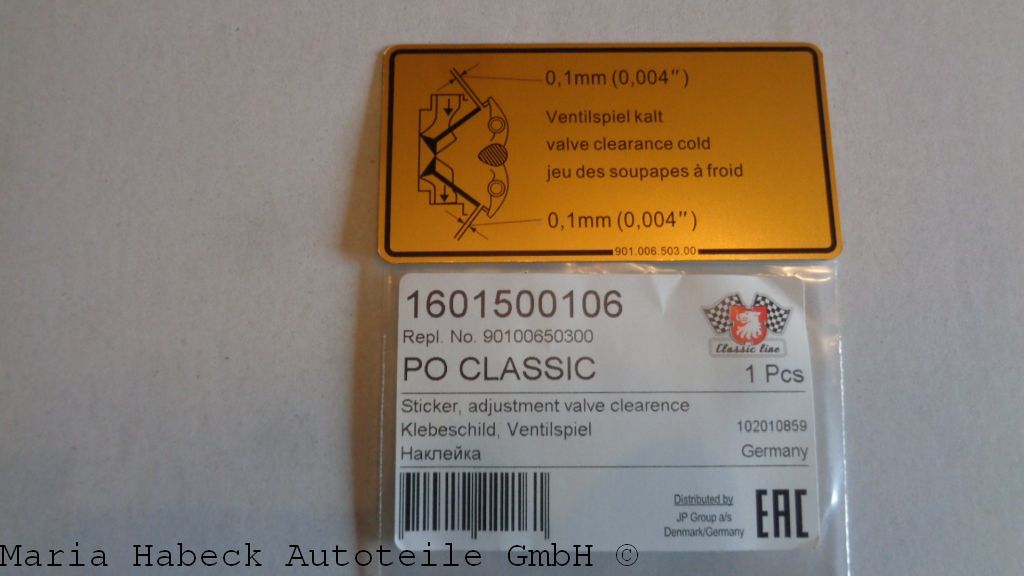 0,1mm (0,004")
Ventilspiel kalt
valve clearance cold
jeu des soupapes à froid
0,1mm (0,004")
901.006.503.00
1601500106
Repl. No. 90100650300
PO CLASSIC
Classic line
1 Pcs
Sticker, adjustment valve clearence
Klebeschild, Ventilspiel
102010859
Наклейка
Germany
Distributed by
JP Group a/s
Denmark/Germany
EAC
Maria Habeck Autoteile GmbH ©